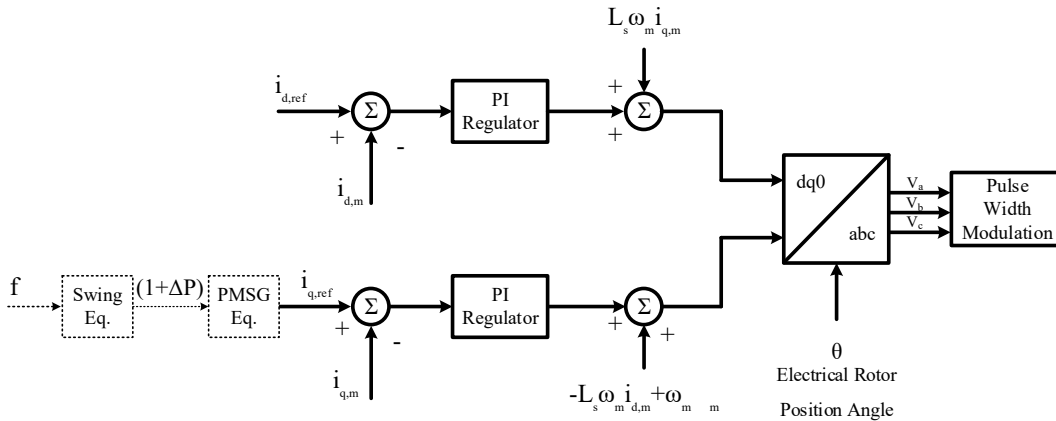 L_s ω_m i_q,m
i_d,ref
+
Σ
-
i_d,m
PI
Regulator
+
+
Σ
dq0
abc
V_a
V_b
V_c
Pulse
Width
Modulation
f
Swing
Eq.
(1+ΔP)
PMSG
Eq.
i_q,ref
+
Σ
-
i_q,m
PI
Regulator
+
Σ
+
-L_s ω_m i_d,m+ω_m m
θ
Electrical Rotor
Position Angle